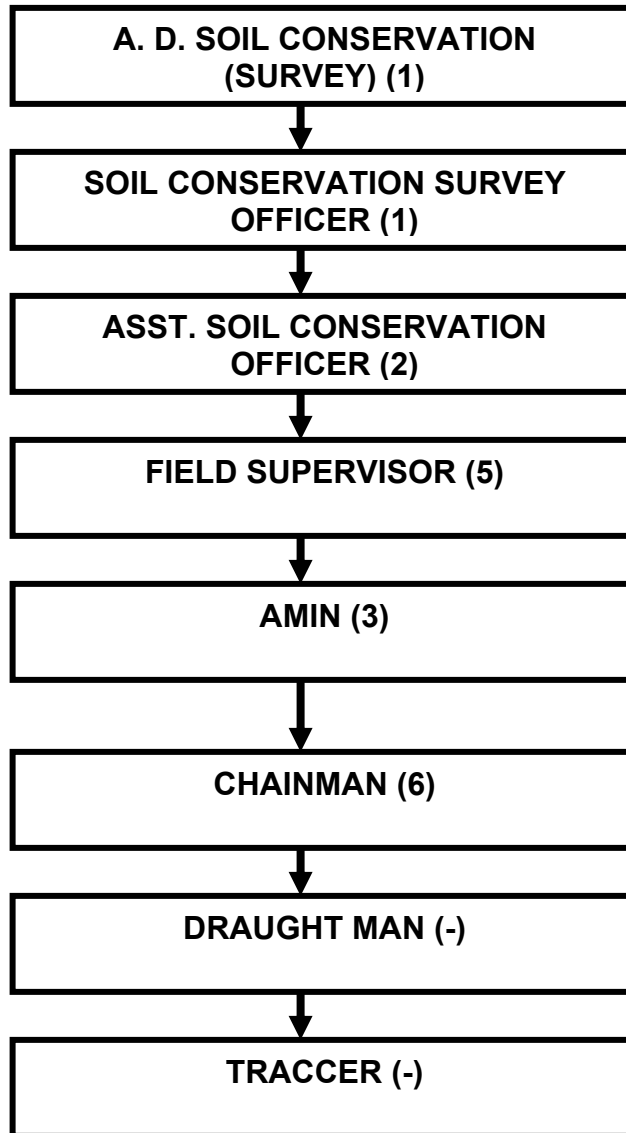 A. D. SOIL CONSERVATION
(SURVEY) (1)
SOIL CONSERVATION SURVEY
OFFICER (1)
ASST. SOIL CONSERVATION
OFFICER (2)
FIELD SUPERVISOR (5)
AMIN (3)
CHAINMAN (6)
DRAUGHT MAN (-)
TRACCER (-)